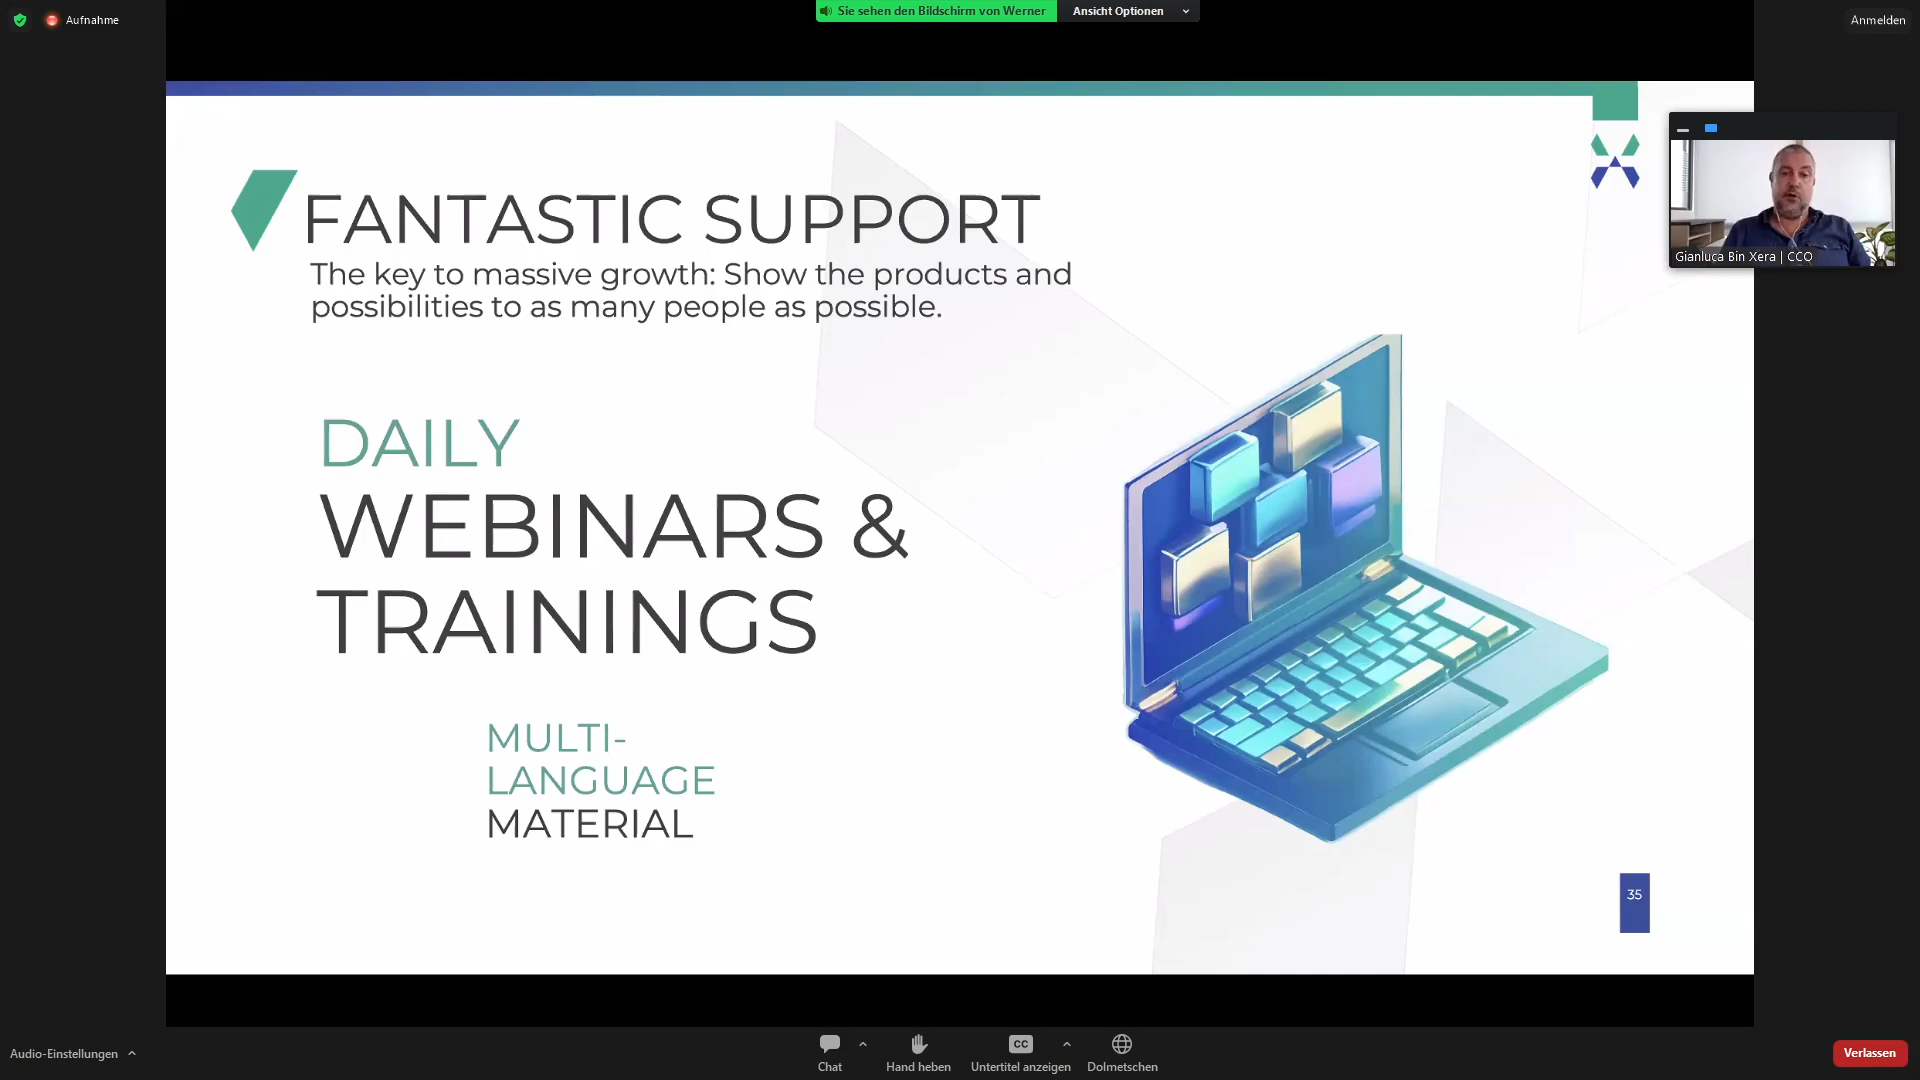 Aufnahme
Sie sehen den Bildschirm von Werner
Ansicht Optionen
Anmelden
FANTASTIC SUPPORT
The key to massive growth: Show the products and
possibilities to as many people as possible.
Gianluca Bin Xera | CCO
DAILY
WEBINARS &
TRAININGS
MULTI-
LANGUAGE
MATERIAL
35
Audio-Einstellungen
Chat
Hand heben
CC
Untertitel anzeigen
Dolmetschen
Verlassen